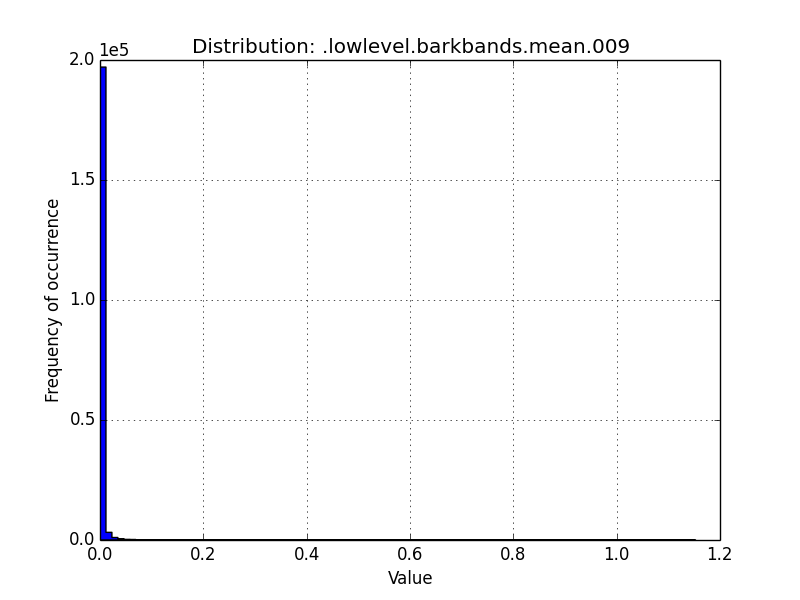 Distribution: .lowlevel.barkbands.mean.009
1e5
2.0
1.5
1.0
0.5
0.0
Frequency of occurrence
0.0 0.2 0.4 0.6 0.8 1.0 1.2
Value